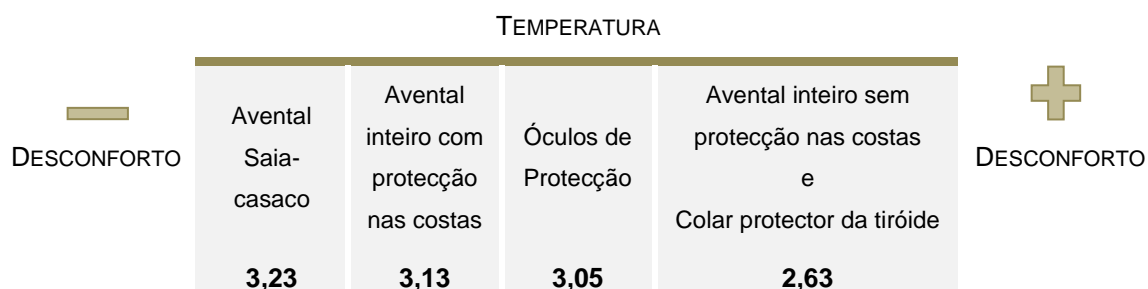 TEMPERATURA
DESCONFORTO
Avental
Saia-
casaco
3,23
Avental
inteiro com
protecção
nas costas
3,13
Óculos de
Protecção
3,05
Avental inteiro sem
protecção nas costas
e
Colar protector da tiróide
2,63
DESCONFORTO